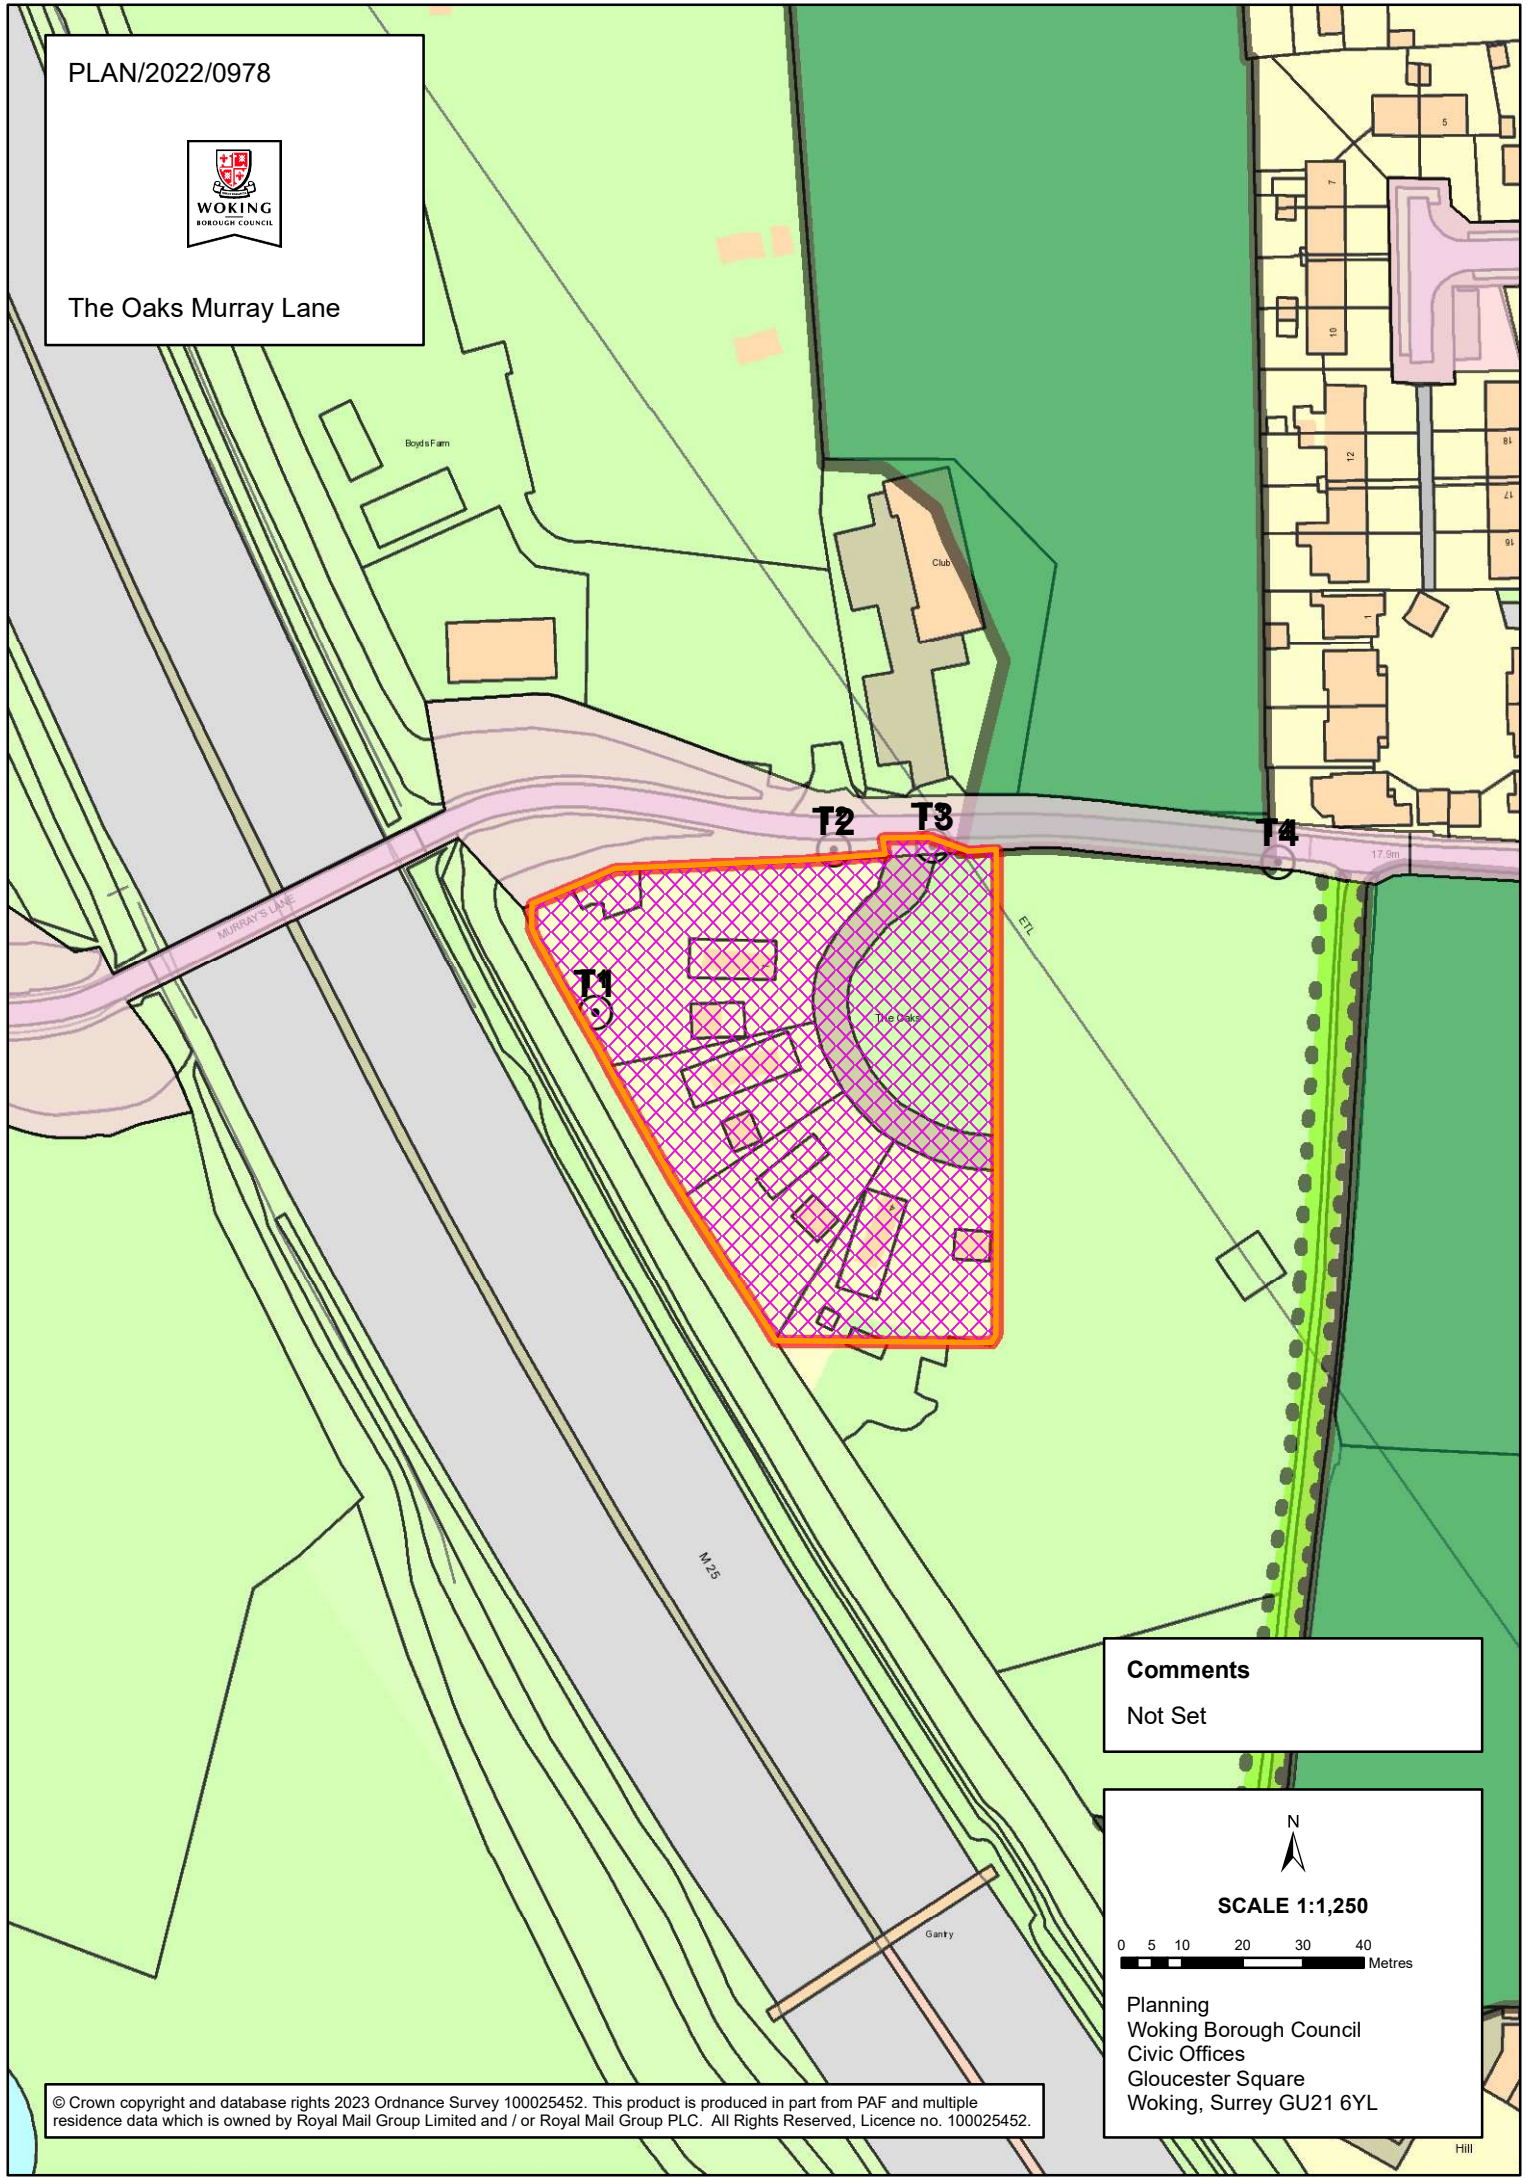 PLAN/2022/0978
WOKING
BOROUGH COUNCIL
The Oaks Murray Lane
5
7
10
12
18
17
16
1
Boyds Farm
Club
T2
T3
T4
17.9m
MURRAY'S LANE
ETL
T1
The Oaks
4
M 25
Gantry
Comments
Not Set
N
SCALE 1:1,250
0 5 10 20 30 40
Metres
Planning
Woking Borough Council
Civic Offices
Gloucester Square
Woking, Surrey GU21 6YL
© Crown copyright and database rights 2023 Ordnance Survey 100025452. This product is produced in part from PAF and multiple
residence data which is owned by Royal Mail Group Limited and / or Royal Mail Group PLC. All Rights Reserved, Licence no. 100025452.
Hill